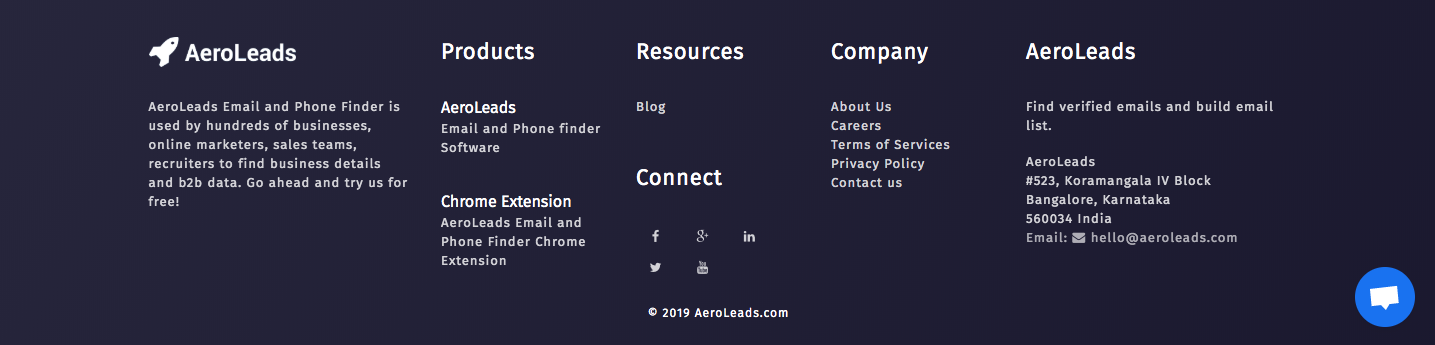 AeroLeads
AeroLeads Email and Phone Finder is
used by hundreds of businesses,
online marketers, sales teams,
recruiters to find business details
and b2b data. Go ahead and try us for
free!
Products
AeroLeads
Email and Phone finder
Software
Chrome Extension
AeroLeads Email and
Phone Finder Chrome
Extension
Resources
Blog
Connect
Company
About Us
Careers
Terms of Services
Privacy Policy
Contact us
AeroLeads
Find verified emails and build email
list.
AeroLeads
#523, Koramangala IV Block
Bangalore, Karnataka
560034 India
Email: hello@aeroleads.com
© 2019 AeroLeads.com